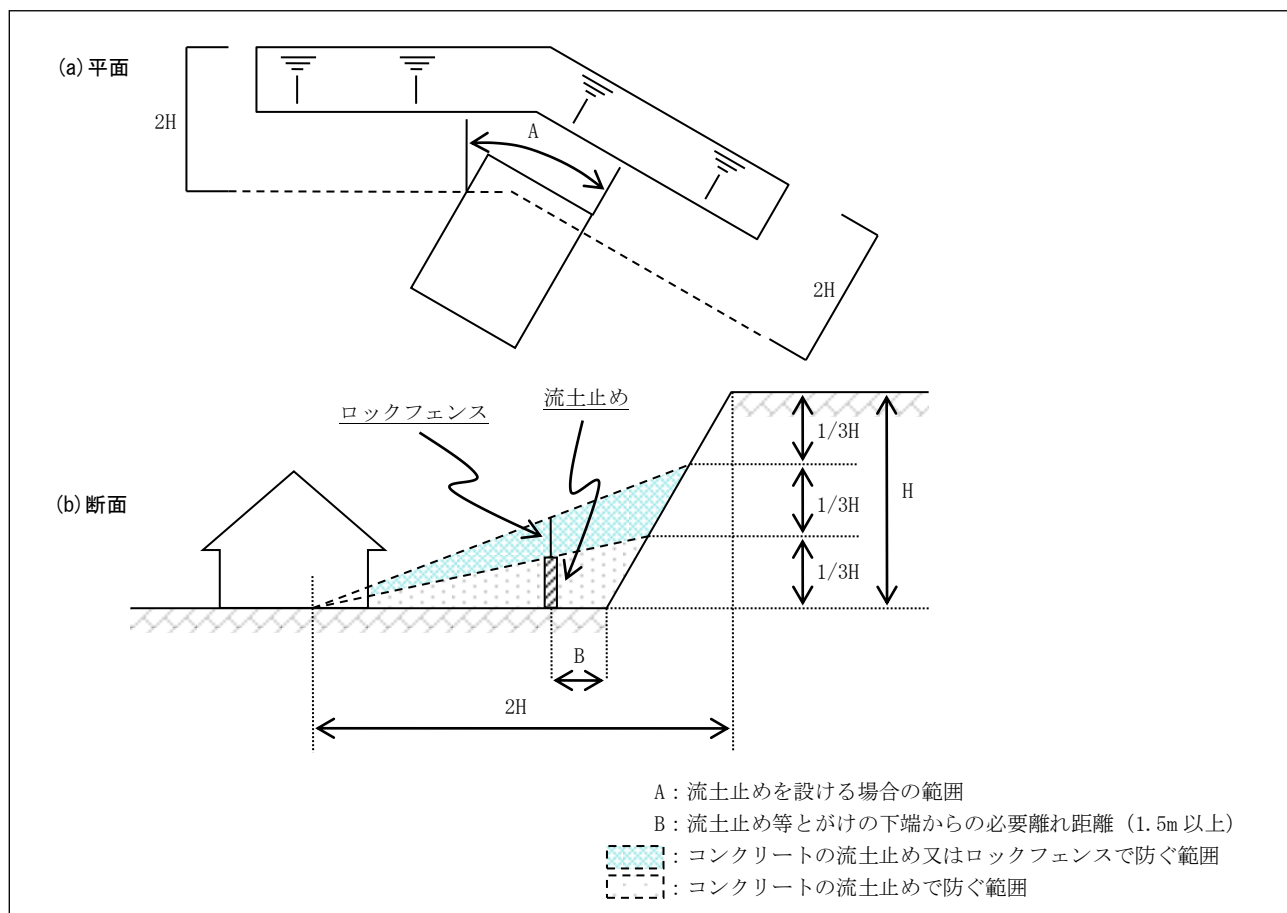 (a)平面
2H
A
2H
ロックフェンス
流土止め
1/3H
1/3H
H
(b)断面
1/3H
B
2H
A：流土止めを設ける場合の範囲
B：流土止め等とがけの下端からの必要離れ距離（1.5m 以上）
：コンクリートの流土止め又はロックフェンスで防ぐ範囲
：コンクリートの流土止めで防ぐ範囲